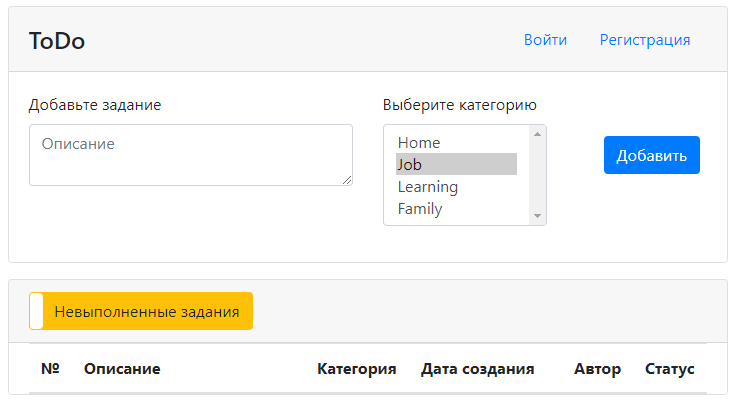 ToDo Войти Регистрация
Добавьте задание Выберите категорию
Описание
Home
Job
Learning
Family
Добавить
Невыполненные задания
№ Описание Категория Дата создания Автор Статус